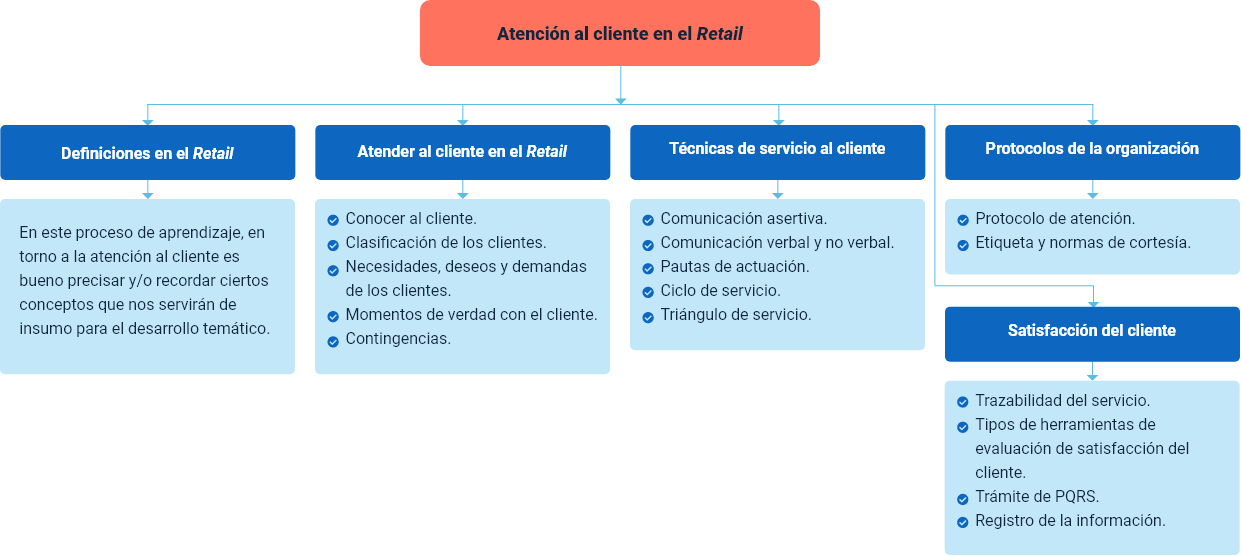 Atención al cliente en el Retail
Definiciones en el Retail
En este proceso de aprendizaje, en
torno a la atención al cliente es
bueno precisar y/o recordar ciertos
conceptos que nos servirán de
insumo para el desarrollo temático.
Atender al cliente en el Retail
Conocer al cliente.
Clasificación de los clientes.
Necesidades, deseos y demandas
de los clientes.
Momentos de verdad con el cliente.
Contingencias.
Técnicas de servicio al cliente
Comunicación asertiva.
Comunicación verbal y no verbal.
Pautas de actuación.
Ciclo de servicio.
Triángulo de servicio.
Protocolos de la organización
Protocolo de atención.
Etiqueta y normas de cortesía.
Satisfacción del cliente
Trazabilidad del servicio.
Tipos de herramientas de
evaluación de satisfacción del
cliente.
Trámite de PQRS.
Registro de la información.